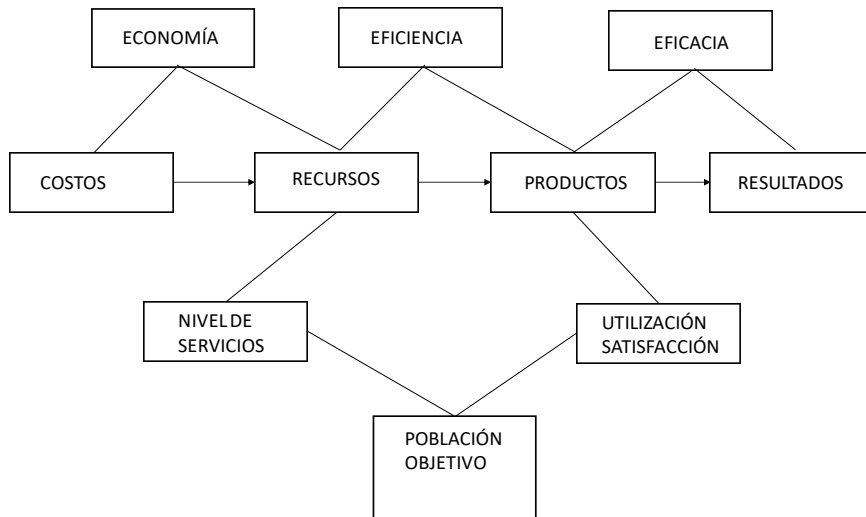 ECONOMÍA
EFICIENCIA
EFICACIA
COSTOS
RECURSOS
PRODUCTOS
RESULTADOS
NIVEL DE
SERVICIOS
UTILIZACIÓN
SATISFACCIÓN
POBLACIÓN
OBJETIVO